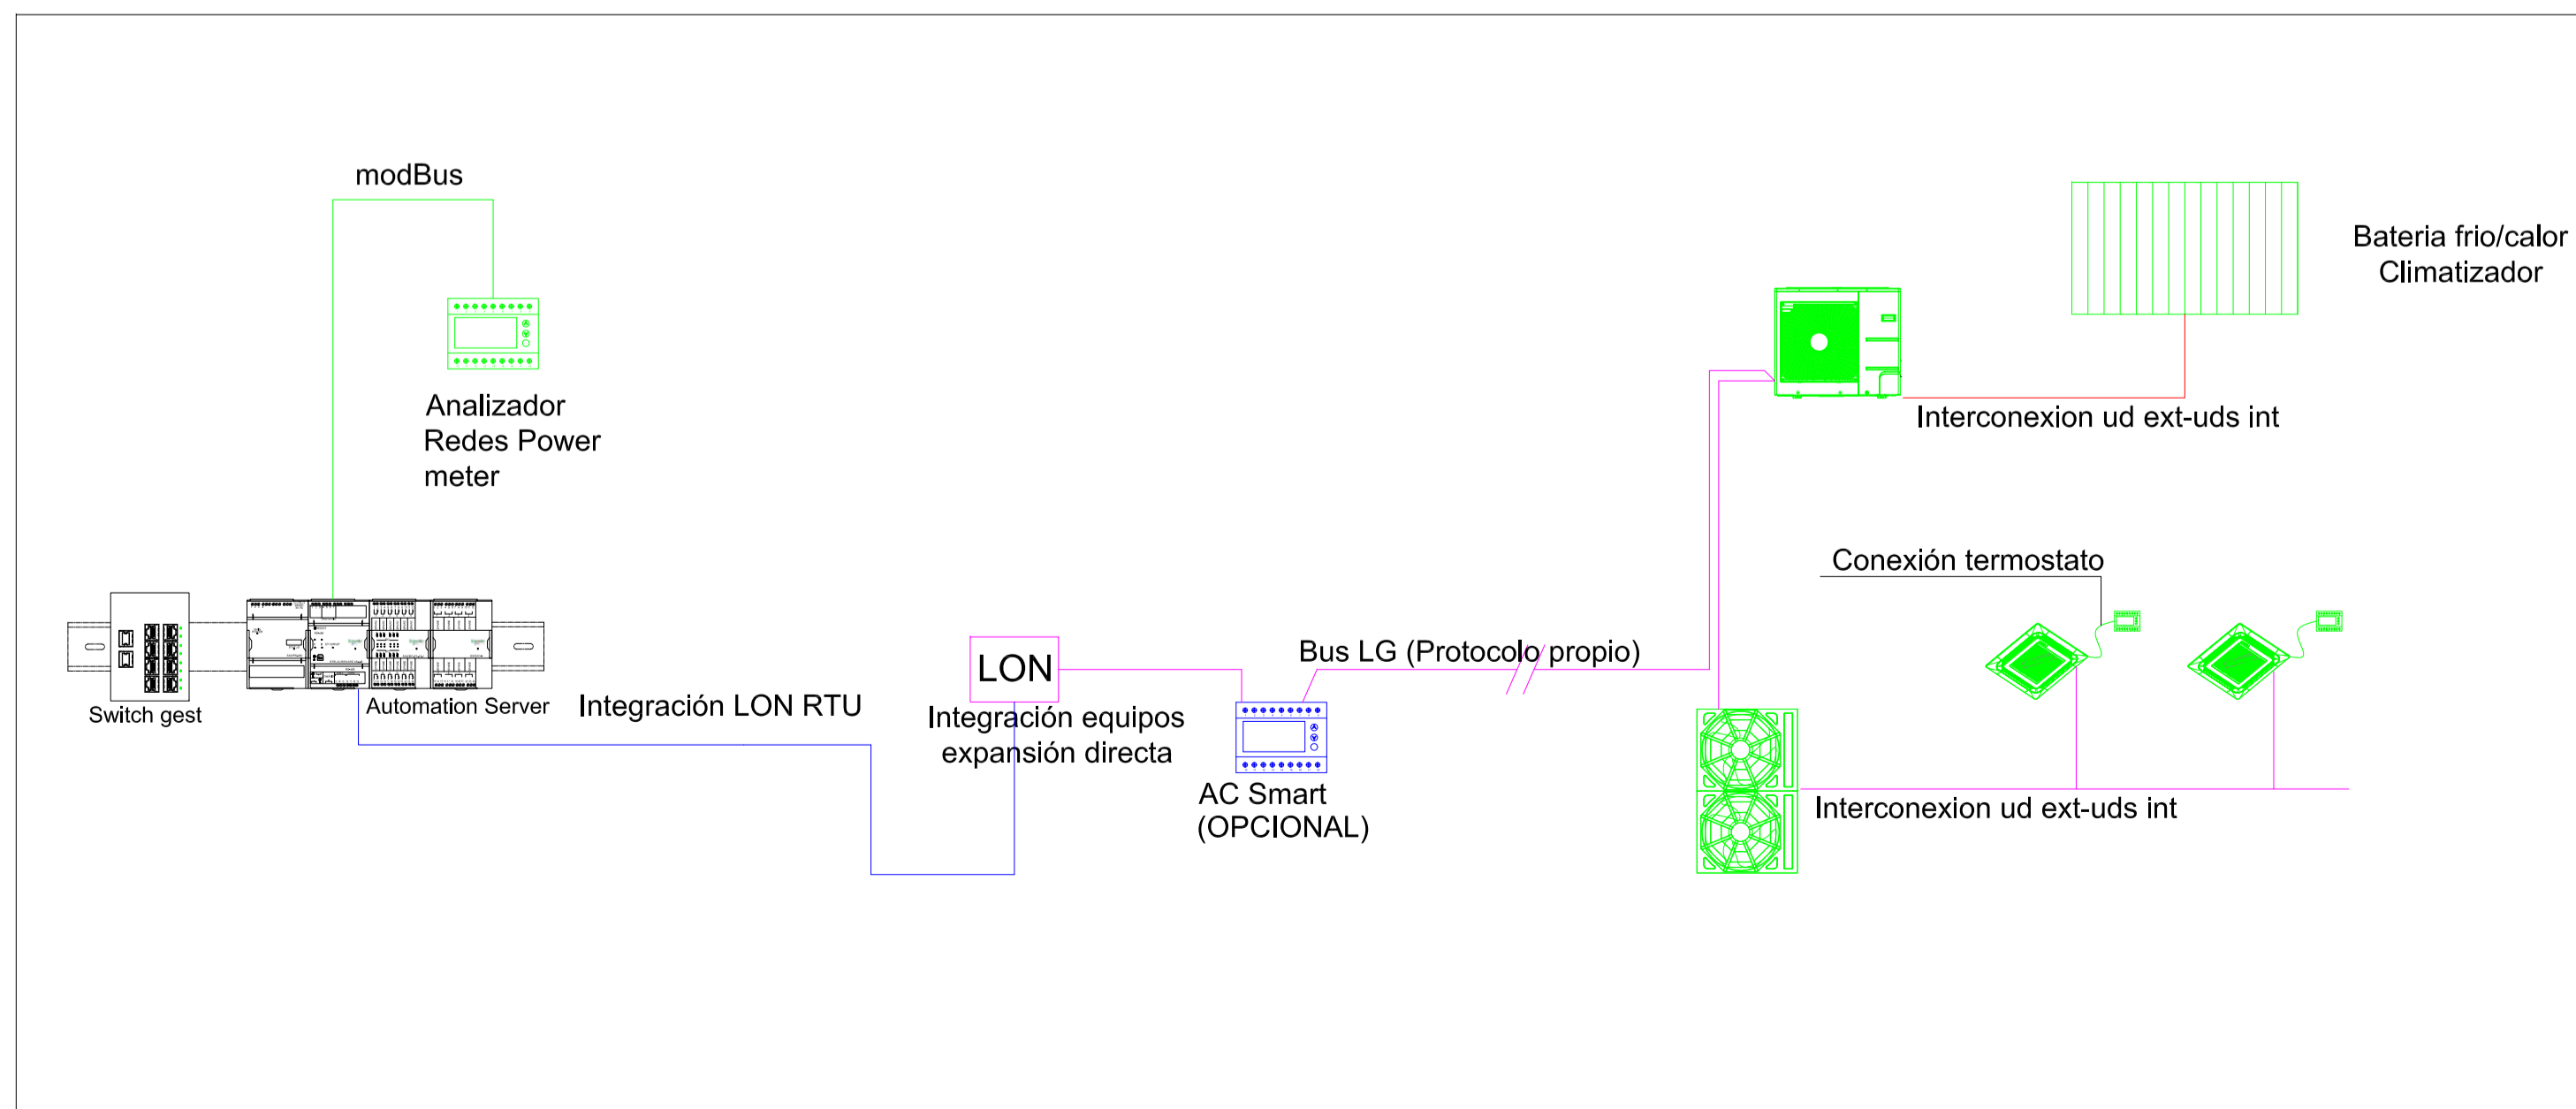 modBus
Analizador
Redes Power
meter
Switch gest
Automation Server
Integración LON RTU
LON
Integración equipos
expansión directa
AC Smart
(OPCIONAL)
Bus LG (Protocolo propio)
Bateria frio/calor
Climatizador
Interconexion ud ext-uds int
Conexión termostato
Interconexion ud ext-uds int